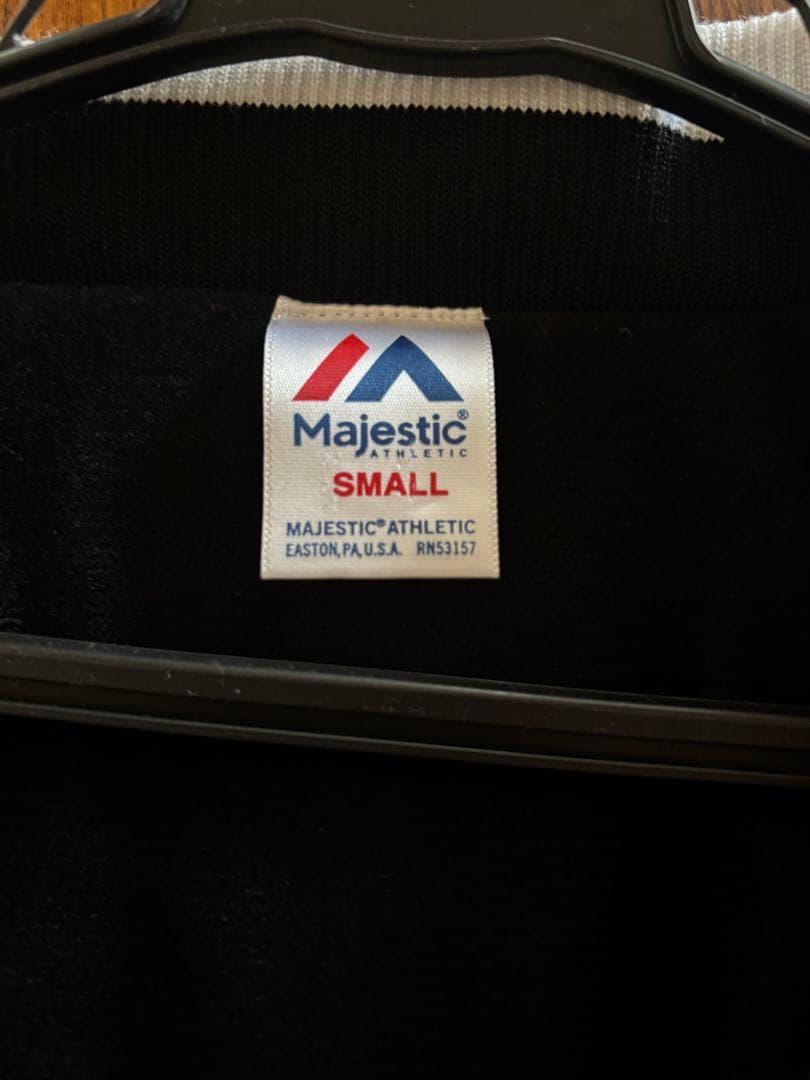 Majestic®
ATHLETIC
SMALL
MAJESTIC® ATHLETIC
EASTON, PA, U.S.A. RN53157